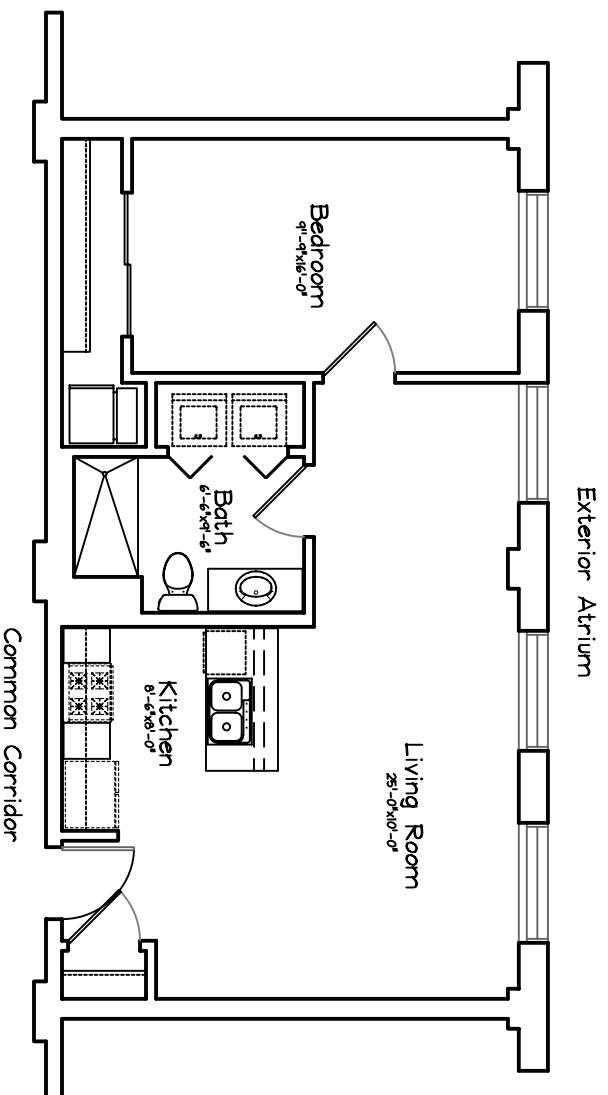 Exterior Atrium
Living Room
25'-0"x10'-0"
Bedroom
9"-9"x16'-0"
Bath
6'-6"x9'-6"
Kitchen
8'-6"x8'-0"
Common Corridor